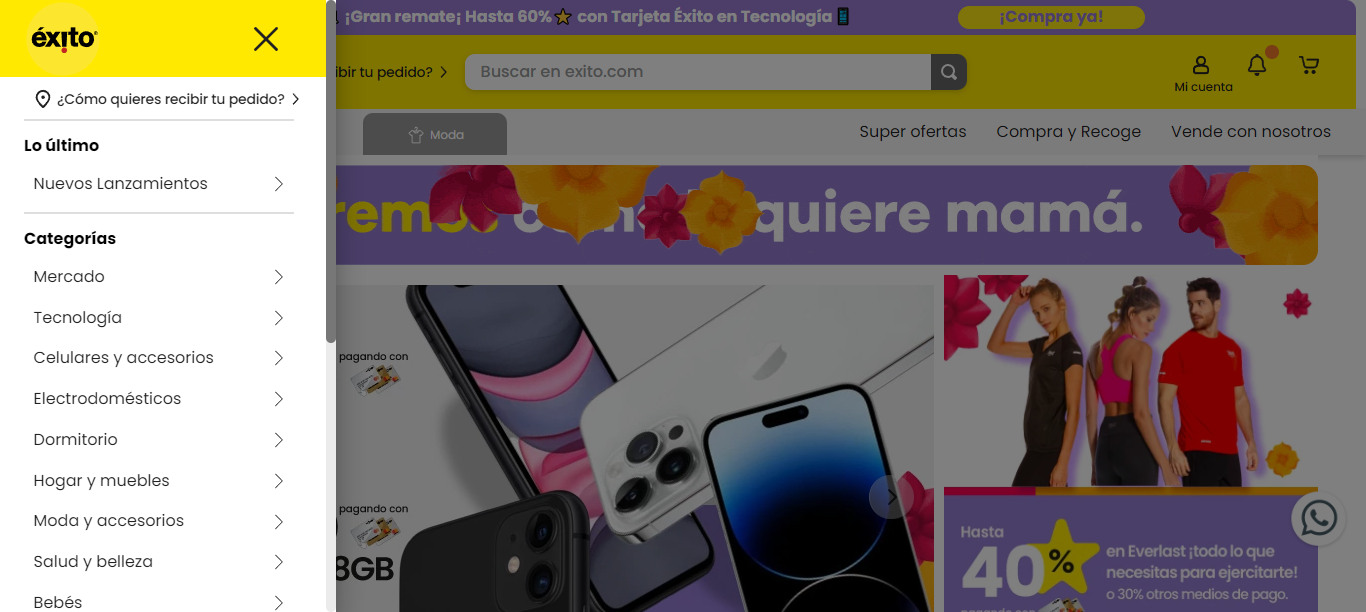 éxito
¿Cómo quieres recibir tu pedido?
Lo último
Nuevos Lanzamientos
Categorías
Mercado
Tecnología
Celulares y accesorios
Electrodomésticos
Dormitorio
Hogar y muebles
Moda y accesorios
Salud y belleza
Bebés
¡Gran remate¡ Hasta 60% con Tarjeta Éxito en Tecnología
¡Compra ya!
ibir tu pedido?
Buscar en exito.com
Mi cuenta
Moda
Super ofertas
Compra y Recoge
Vende con nosotros
quiere mamá.
pagando con
pagando con
8GB
Hasta
40%
en Everlast ¡todo lo que
necesitas para ejercitarte!
o 30% otros medios de pago.
pagando con